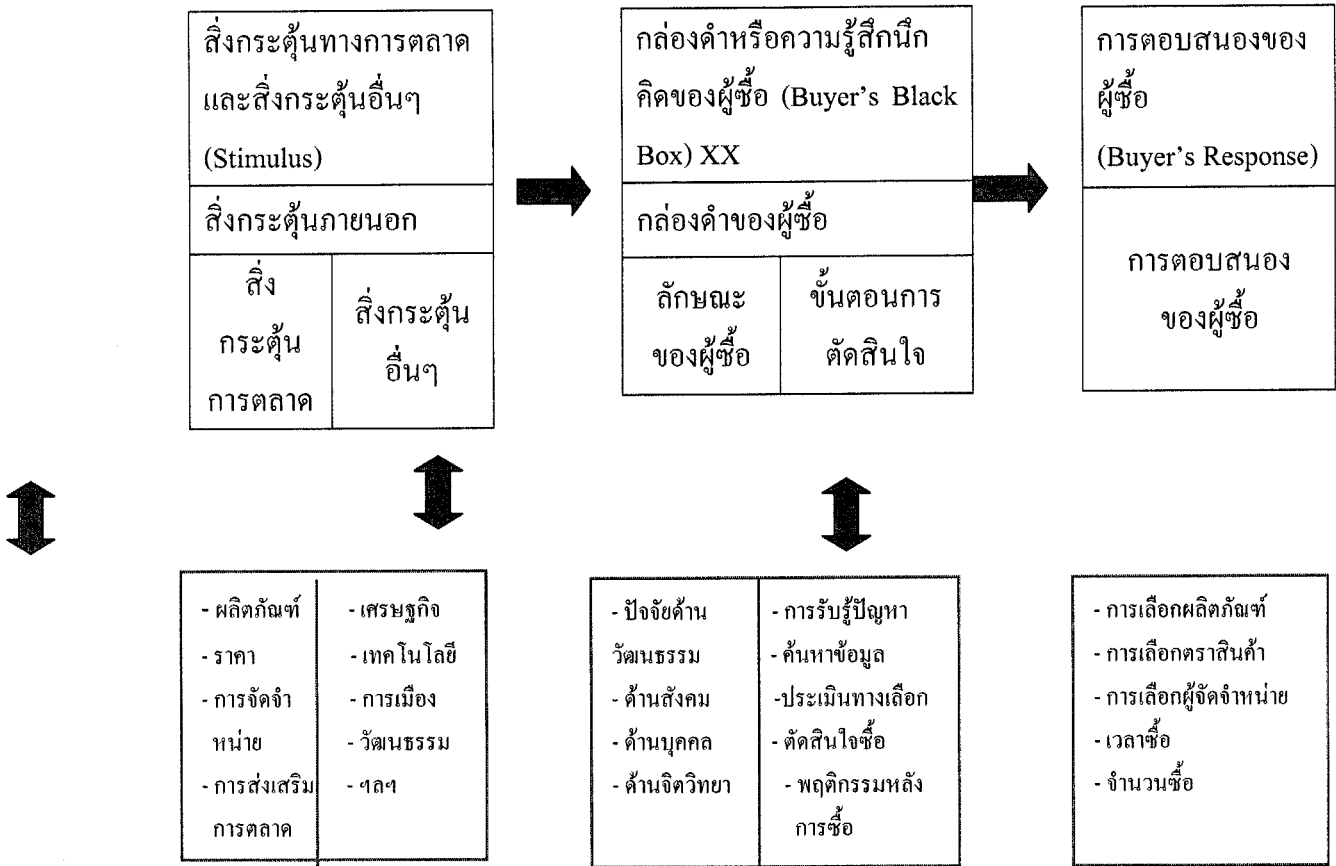 สิ่งกระตุ้นทางการตลาด
และสิ่งกระตุ้นอื่นๆ
(Stimulus)
สิ่งกระตุ้นภายนอก
สิ่ง
กระตุ้น
การตลาด
สิ่งกระตุ้น
อื่นๆ
กล่องดำหรือความรู้สึกนึก
คิดของผู้ซื้อ (Buyer's Black
Box) XX
กล่องดำของผู้ซื้อ
ลักษณะ
ของผู้ซื้อ
ขั้นตอนการ
ตัดสินใจ
การตอบสนองของ
ผู้ซื้อ
(Buyer's Response)
การตอบสนอง
ของผู้ซื้อ
- ผลิตภัณฑ์
- ราคา
- การจัดจำ
หน่าย
- การส่งเสริม
การตลาด
- เศรษฐกิจ
- เทคโนโลยี
- การเมือง
- วัฒนธรรม
- ฯลฯ
- ปัจจัยด้าน
วัฒนธรรม
- ด้านสังคม
- ด้านบุคคล
- ด้านจิตวิทยา
- การรับรู้ปัญหา
- ค้นหาข้อมูล
-ประเมินทางเลือก
- ตัดสินใจซื้อ
- พฤติกรรมหลัง
การซื้อ
- การเลือกผลิตภัณฑ์
- การเลือกตราสินค้า
- การเลือกผู้จัดจำหน่าย
- เวลาซื้อ
- จำนวนซื้อ